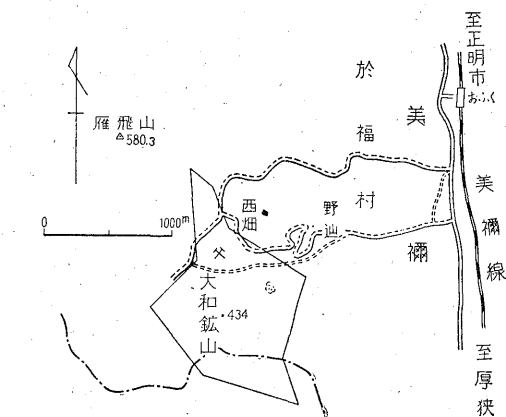 至正明市
おふく
於福村
美禰
美禰線
雁飛山
580.3
0 1000m
西畑
野辿
大和鉱山
434
至厚狭